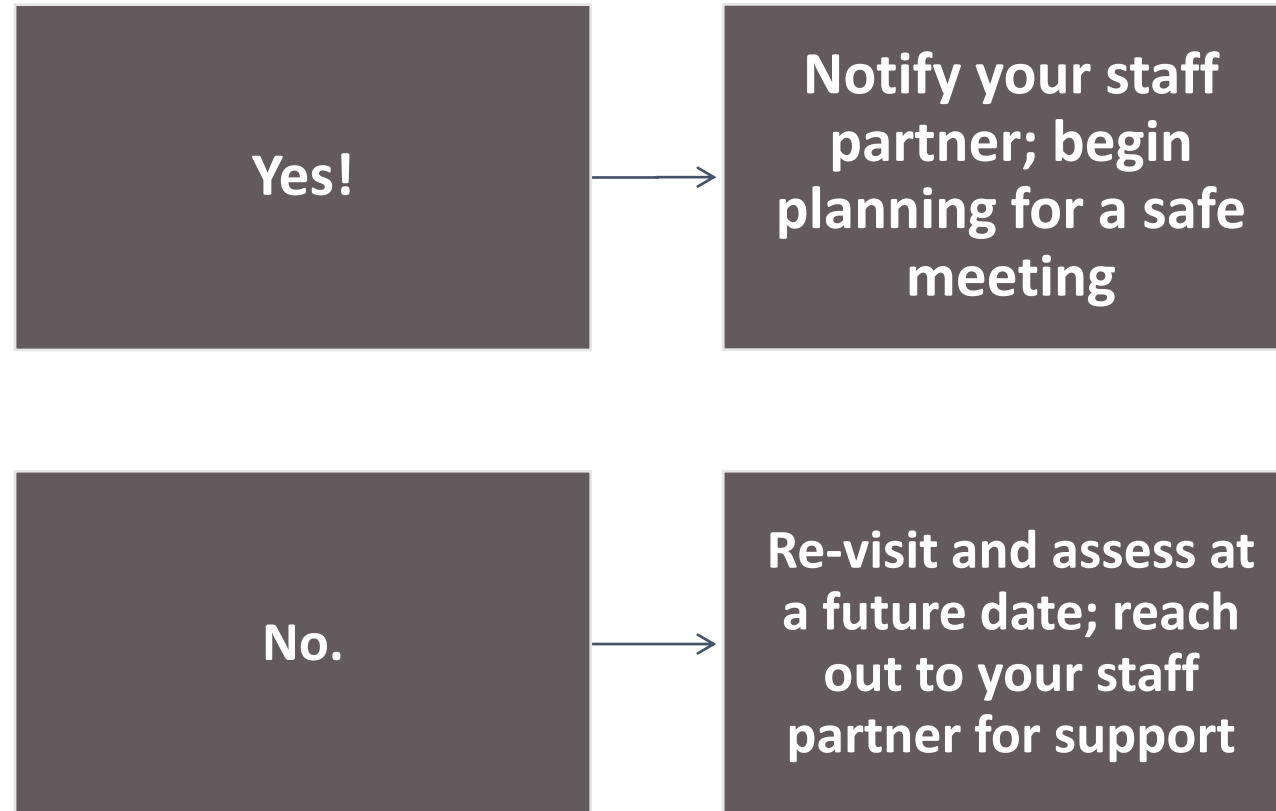 Yes!
Notify your staff
partner; begin
planning for a safe
meeting
No.
Re-visit and assess at
a future date; reach
out to your staff
partner for support